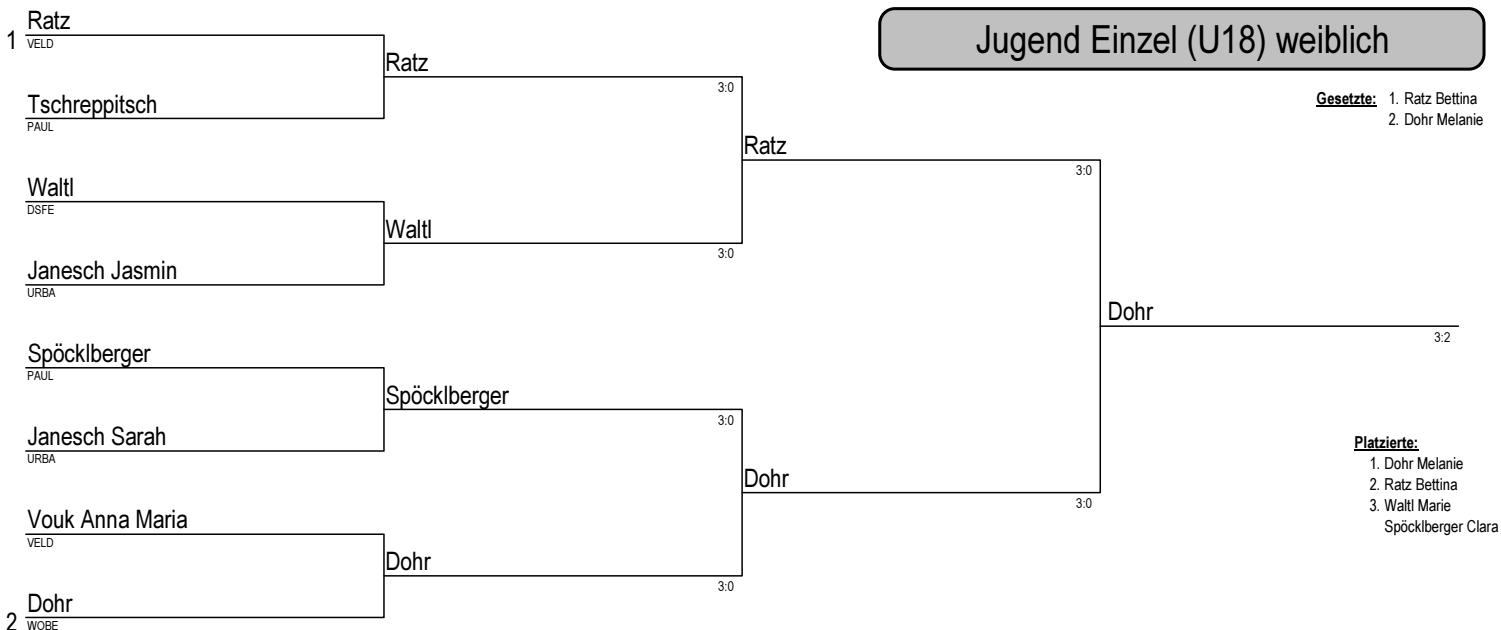 Jugend Einzel (U18) weiblich
Gesetzte: 1. Ratz Bettina
2. Dohr Melanie
1 Ratz
VELD
Ratz
3:0
Tschreppitsch
PAUL
Ratz
3:0
Waltl
DSFE
Waltl
3:0
Janesch Jasmin
URBA
Dohr
3:2
Spöcklberger
PAUL
Spöcklberger
3:0
Janesch Sarah
URBA
Dohr
3:0
Vouk Anna Maria
VELD
Dohr
3:0
2 Dohr
WOBE
Platzierte:
1. Dohr Melanie
2. Ratz Bettina
3. Waltl Marie
Spöcklberger Clara